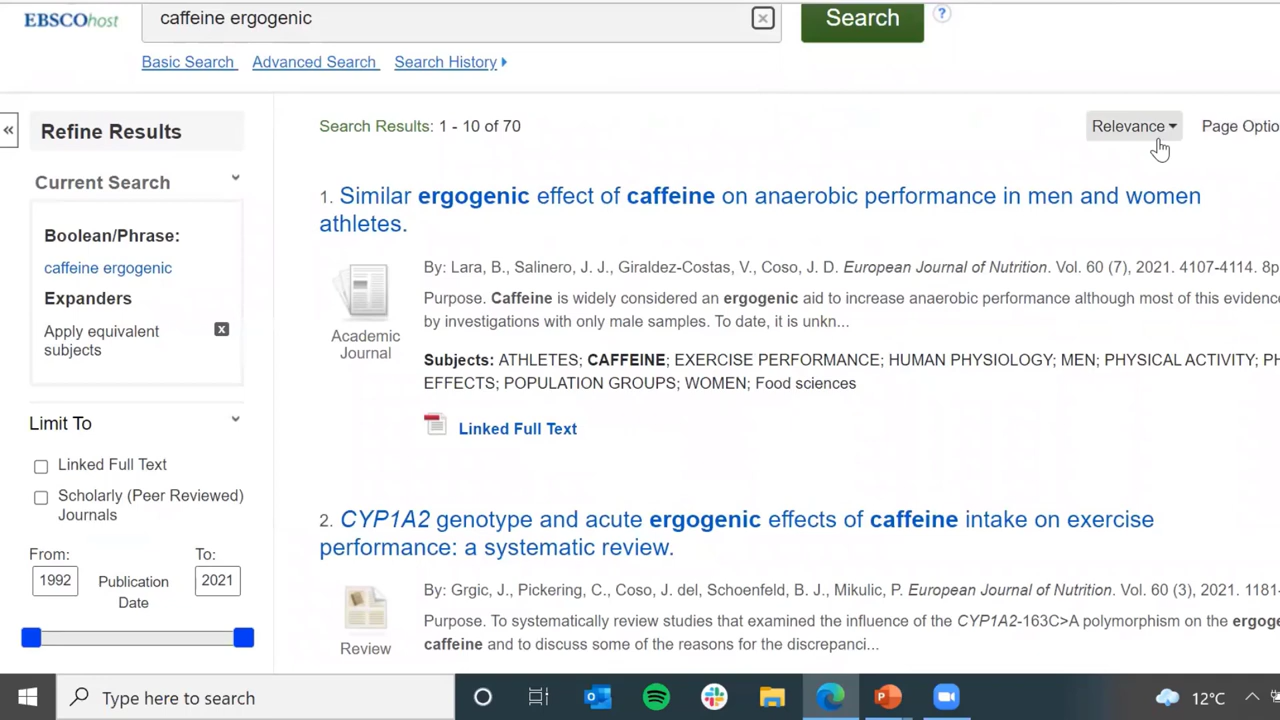 EBSCOhost
caffeine ergogenic
Search
?
Basic Search
Advanced Search
Search History
«
Refine Results
Current Search
Boolean/Phrase:
caffeine ergogenic
Expanders
Apply equivalent
subjects
x
Limit To
Linked Full Text
Scholarly (Peer Reviewed)
Journals
From:
To:
1992
Publication
Date
2021
Search Results: 1 - 10 of 70
Relevance
Page Optio
1. Similar ergogenic effect of caffeine on anaerobic performance in men and women
athletes.
Academic
Journal
By: Lara, B., Salinero, J. J., Giraldez-Costas, V., Coso, J. D. European Journal of Nutrition. Vol. 60 (7), 2021. 4107-4114. 8p
Purpose. Caffeine is widely considered an ergogenic aid to increase anaerobic performance although most of this evidenc
by investigations with only male samples. To date, it is unkn...
Subjects: ATHLETES; CAFFEINE; EXERCISE PERFORMANCE; HUMAN PHYSIOLOGY; MEN; PHYSICAL ACTIVITY; PH
EFFECTS; POPULATION GROUPS; WOMEN; Food sciences
Linked Full Text
2. CYP1A2 genotype and acute ergogenic effects of caffeine intake on exercise
performance: a systematic review.
Review
By: Grgic, J., Pickering, C., Coso, J. del, Schoenfeld, B. J., Mikulic, P. European Journal of Nutrition. Vol. 60 (3), 2021. 1181-
Purpose. To systematically review studies that examined the influence of the CYP1A2-163C>A polymorphism on the ergog
caffeine and to discuss some of the reasons for the discrepanci...
Type here to search
12°C